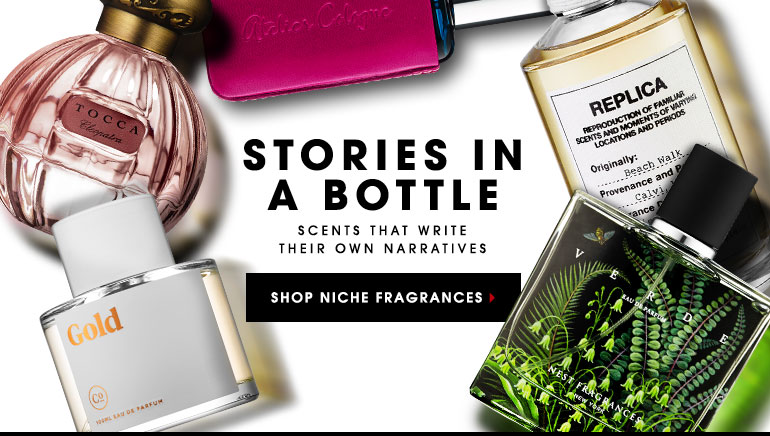 TOCCA
Cleopatra
Atelier Cologne
REPLICA
REPRODUCTION OF FAMILIAR
SCENTS AND MOMENTS OF VARYING
LOCATIONS AND PERIODS
Originally:
Beach Walk
Provenance and P
Calvi,
STORIES IN
A BOTTLE
SCENTS THAT WRITE
THEIR OWN NARRATIVES
SHOP NICHE FRAGRANCES
Gold
Co
100ML EAU DE PARFUM
VERDE
EAU DE PARFUM
NEST FRAGRANCES
NEW YORK